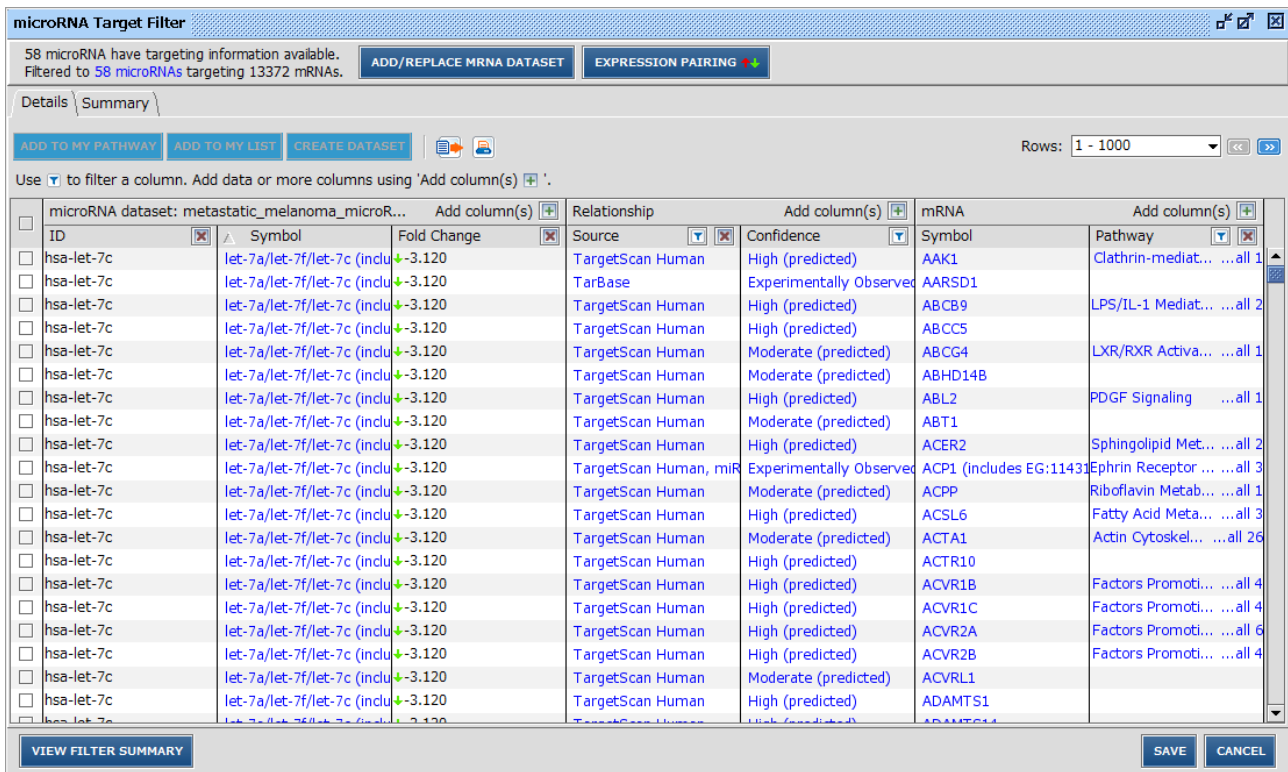 microRNA Target Filter
58 microRNA have targeting information available.
Filtered to 58 microRNAs targeting 13372 mRNAs.
ADD/REPLACE MRNA DATASET
EXPRESSION PAIRING
Details Summary
ADD TO MY PATHWAY ADD TO MY LIST CREATE DATASET Rows: 1 - 1000
Use to filter a column. Add data or more columns using 'Add column(s) '.
microRNA dataset: metastatic_melanoma_microR... Add column(s) Relationship Add column(s) mRNA Add column(s)
ID Symbol Fold Change Source Confidence Symbol Pathway
hsa-let-7c let-7a/let-7f/let-7c (inclu -3.120 TargetScan Human High (predicted) AAK1 Clathrin-mediat... ...all 1
hsa-let-7c let-7a/let-7f/let-7c (inclu -3.120 TarBase Experimentally Observed AARSD1
hsa-let-7c let-7a/let-7f/let-7c (inclu -3.120 TargetScan Human High (predicted) ABCB9 LPS/IL-1 Mediat... ...all 2
hsa-let-7c let-7a/let-7f/let-7c (inclu -3.120 TargetScan Human High (predicted) ABCC5
hsa-let-7c let-7a/let-7f/let-7c (inclu -3.120 TargetScan Human Moderate (predicted) ABCG4 LXR/RXR Activa... ...all 1
hsa-let-7c let-7a/let-7f/let-7c (inclu -3.120 TargetScan Human Moderate (predicted) ABHD14B
hsa-let-7c let-7a/let-7f/let-7c (inclu -3.120 TargetScan Human High (predicted) ABL2 PDGF Signaling ...all 1
hsa-let-7c let-7a/let-7f/let-7c (inclu -3.120 TargetScan Human Moderate (predicted) ABT1
hsa-let-7c let-7a/let-7f/let-7c (inclu -3.120 TargetScan Human High (predicted) ACER2 Sphingolipid Met... ...all 2
hsa-let-7c let-7a/let-7f/let-7c (inclu -3.120 TargetScan Human, miR Experimentally Observed ACP1 (includes EG:11431 Ephrin Receptor ... ...all 3
hsa-let-7c let-7a/let-7f/let-7c (inclu -3.120 TargetScan Human Moderate (predicted) ACPP Riboflavin Metab... ...all 1
hsa-let-7c let-7a/let-7f/let-7c (inclu -3.120 TargetScan Human High (predicted) ACSL6 Fatty Acid Meta... ...all 3
hsa-let-7c let-7a/let-7f/let-7c (inclu -3.120 TargetScan Human Moderate (predicted) ACTA1 Actin Cytoskel... ...all 26
hsa-let-7c let-7a/let-7f/let-7c (inclu -3.120 TargetScan Human High (predicted) ACTR10
hsa-let-7c let-7a/let-7f/let-7c (inclu -3.120 TargetScan Human High (predicted) ACVR1B Factors Promoti... ...all 4
hsa-let-7c let-7a/let-7f/let-7c (inclu -3.120 TargetScan Human High (predicted) ACVR1C Factors Promoti... ...all 4
hsa-let-7c let-7a/let-7f/let-7c (inclu -3.120 TargetScan Human High (predicted) ACVR2A Factors Promoti... ...all 6
hsa-let-7c let-7a/let-7f/let-7c (inclu -3.120 TargetScan Human High (predicted) ACVR2B Factors Promoti... ...all 4
hsa-let-7c let-7a/let-7f/let-7c (inclu -3.120 TargetScan Human Moderate (predicted) ACVRL1
hsa-let-7c let-7a/let-7f/let-7c (inclu -3.120 TargetScan Human High (predicted) ADAMTS1
VIEW FILTER SUMMARY SAVE CANCEL